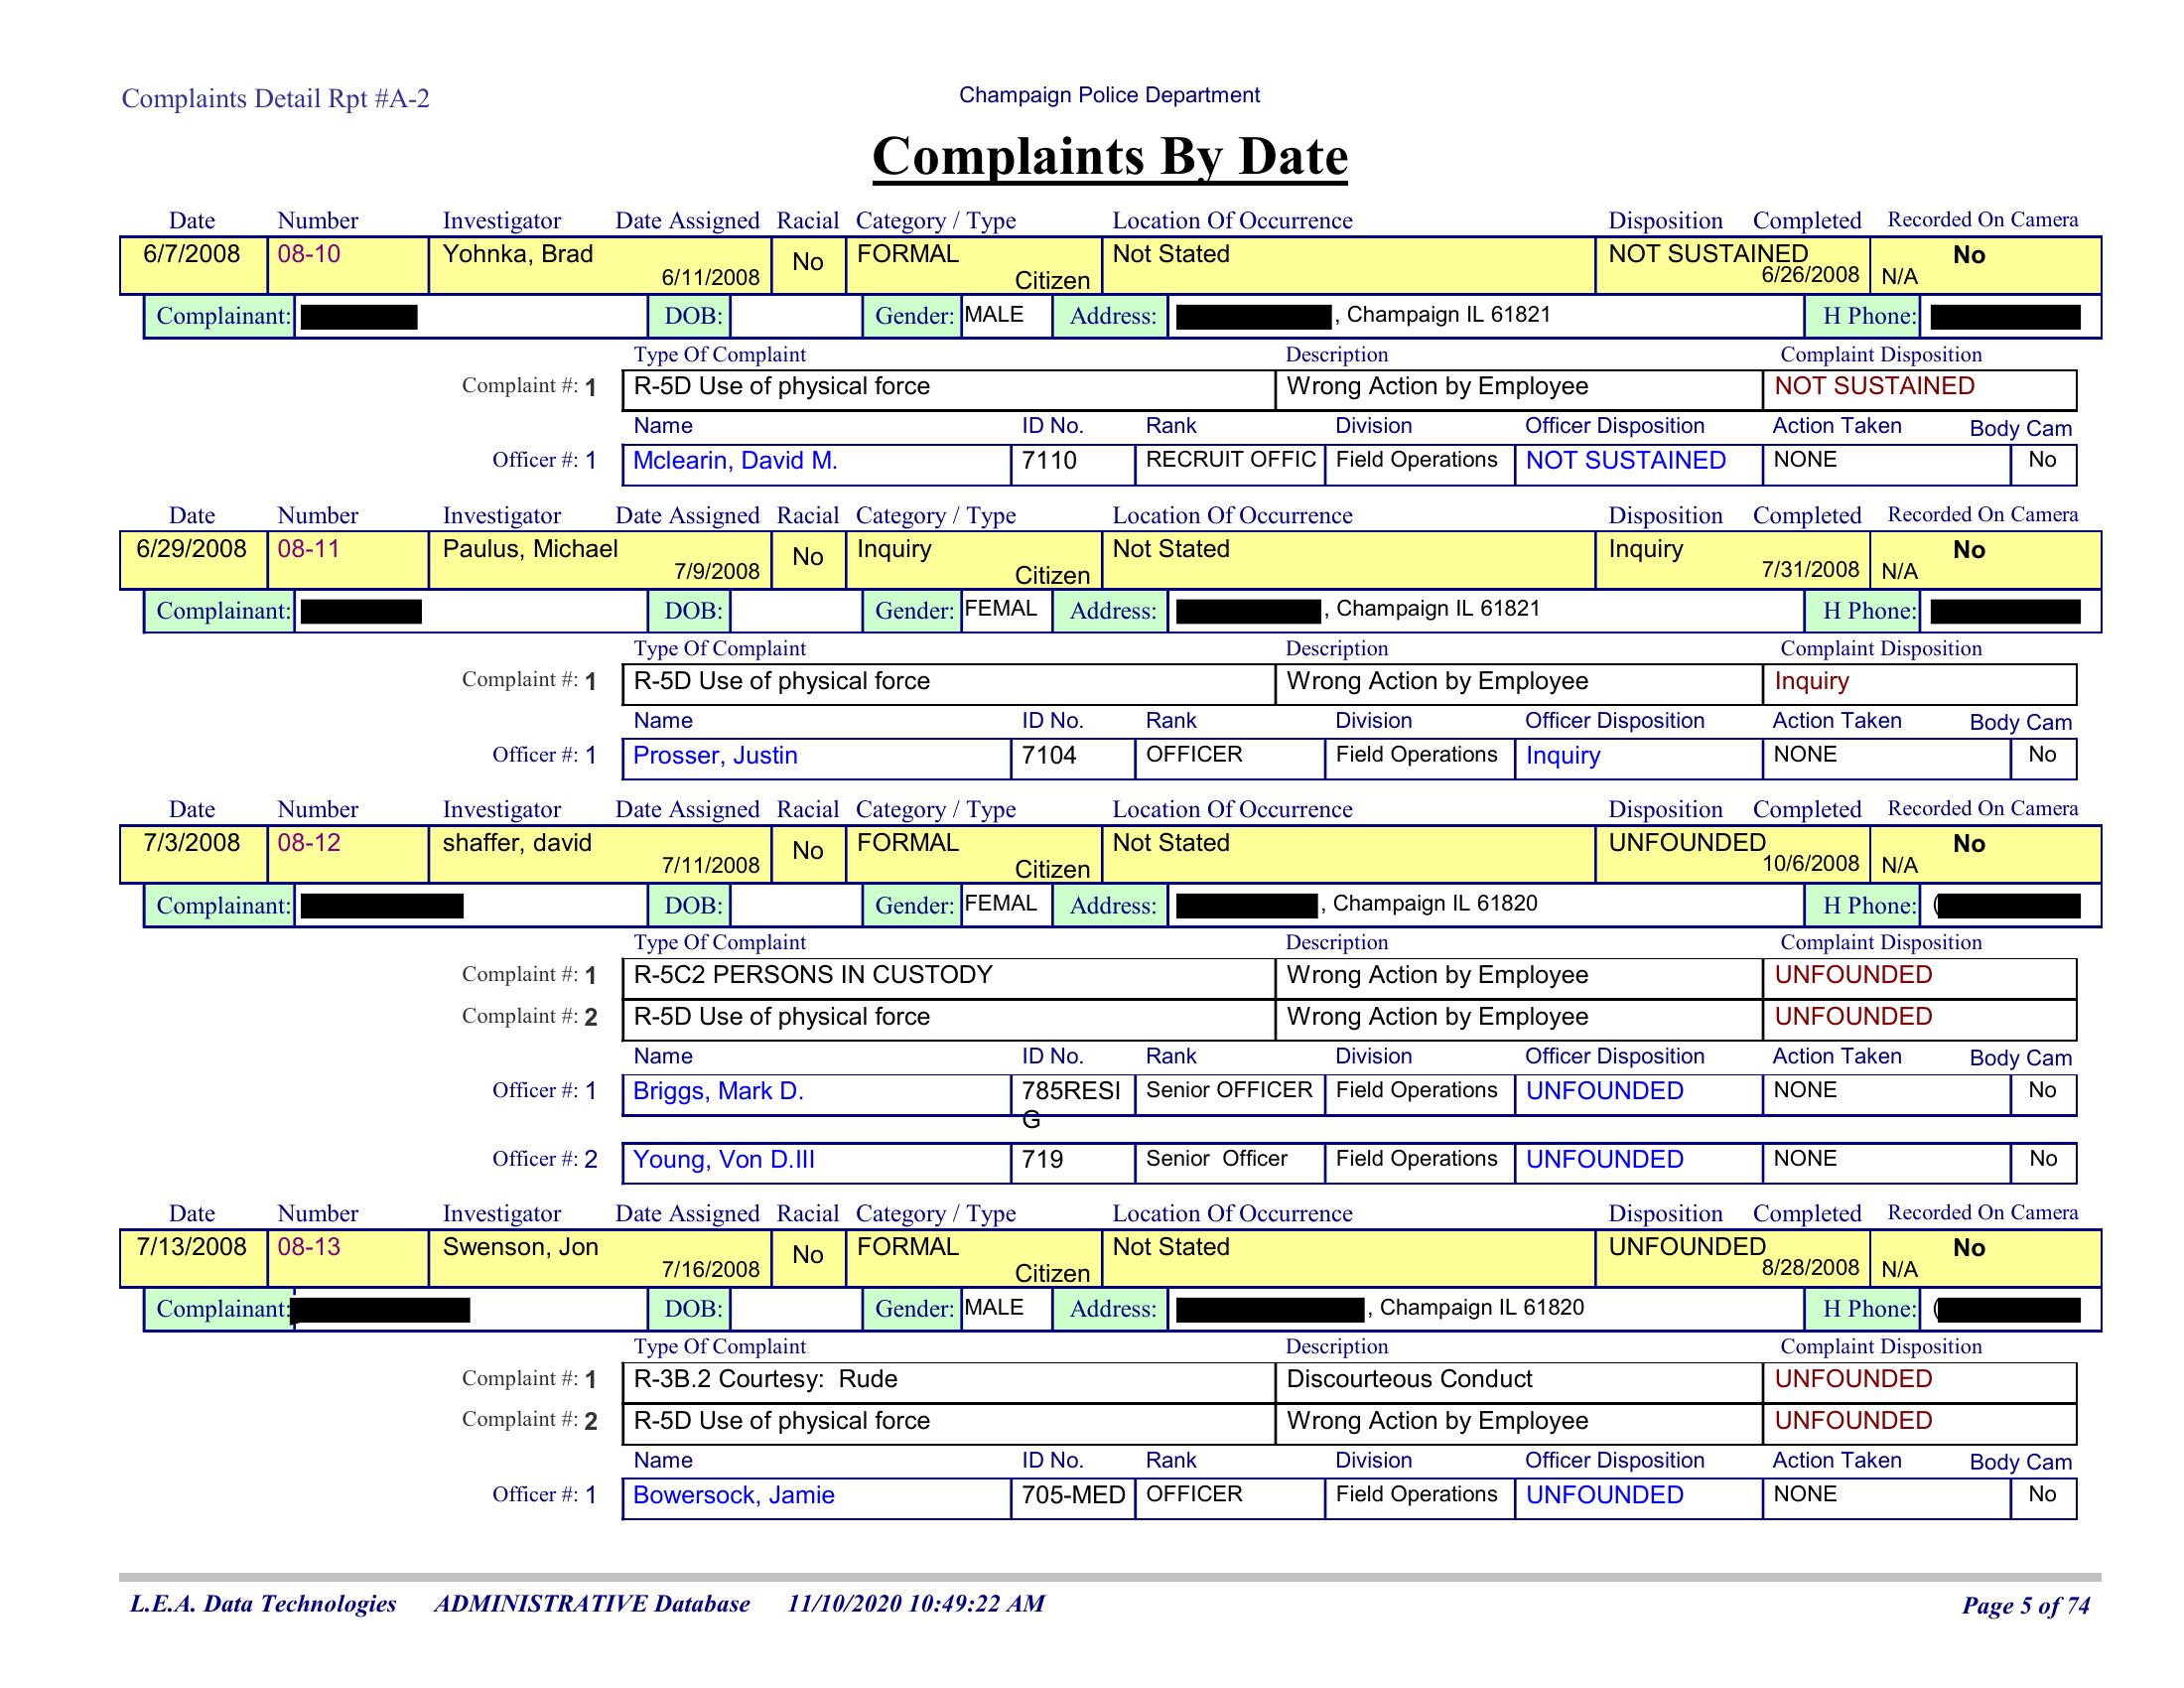 Complaints Detail Rpt #A-2 Champaign Police Department
Complaints By Date
Date Number Investigator Date Assigned Racial Category / Type Location Of Occurrence Disposition Completed Recorded On Camera
6/7/2008 08-10 Yohnka, Brad 6/11/2008 No FORMAL Citizen Not Stated NOT SUSTAINED 6/26/2008 No N/A
Complainant: DOB: Gender: MALE Address: , Champaign IL 61821 H Phone:
Type Of Complaint Description Complaint Disposition
Complaint #: 1 R-5D Use of physical force Wrong Action by Employee NOT SUSTAINED
Name ID No. Rank Division Officer Disposition Action Taken Body Cam
Officer #: 1 Mclearin, David M. 7110 RECRUIT OFFIC Field Operations NOT SUSTAINED NONE No
Date Number Investigator Date Assigned Racial Category / Type Location Of Occurrence Disposition Completed Recorded On Camera
6/29/2008 08-11 Paulus, Michael 7/9/2008 No Inquiry Citizen Not Stated Inquiry 7/31/2008 No N/A
Complainant: DOB: Gender: FEMAL Address: , Champaign IL 61821 H Phone:
Type Of Complaint Description Complaint Disposition
Complaint #: 1 R-5D Use of physical force Wrong Action by Employee Inquiry
Name ID No. Rank Division Officer Disposition Action Taken Body Cam
Officer #: 1 Prosser, Justin 7104 OFFICER Field Operations Inquiry NONE No
Date Number Investigator Date Assigned Racial Category / Type Location Of Occurrence Disposition Completed Recorded On Camera
7/3/2008 08-12 shaffer, david 7/11/2008 No FORMAL Citizen Not Stated UNFOUNDED 10/6/2008 No N/A
Complainant: DOB: Gender: FEMAL Address: , Champaign IL 61820 H Phone: (
Type Of Complaint Description Complaint Disposition
Complaint #: 1 R-5C2 PERSONS IN CUSTODY Wrong Action by Employee UNFOUNDED
Complaint #: 2 R-5D Use of physical force Wrong Action by Employee UNFOUNDED
Name ID No. Rank Division Officer Disposition Action Taken Body Cam
Officer #: 1 Briggs, Mark D. 785RESI Senior OFFICER Field Operations UNFOUNDED NONE No
G
Officer #: 2 Young, Von D.III 719 Senior Officer Field Operations UNFOUNDED NONE No
Date Number Investigator Date Assigned Racial Category / Type Location Of Occurrence Disposition Completed Recorded On Camera
7/13/2008 08-13 Swenson, Jon 7/16/2008 No FORMAL Citizen Not Stated UNFOUNDED 8/28/2008 No N/A
Complainant: DOB: Gender: MALE Address: , Champaign IL 61820 H Phone: (
Type Of Complaint Description Complaint Disposition
Complaint #: 1 R-3B.2 Courtesy: Rude Discourteous Conduct UNFOUNDED
Complaint #: 2 R-5D Use of physical force Wrong Action by Employee UNFOUNDED
Name ID No. Rank Division Officer Disposition Action Taken Body Cam
Officer #: 1 Bowersock, Jamie 705-MED OFFICER Field Operations UNFOUNDED NONE No
L.E.A. Data Technologies ADMINISTRATIVE Database 11/10/2020 10:49:22 AM Page 5 of 74